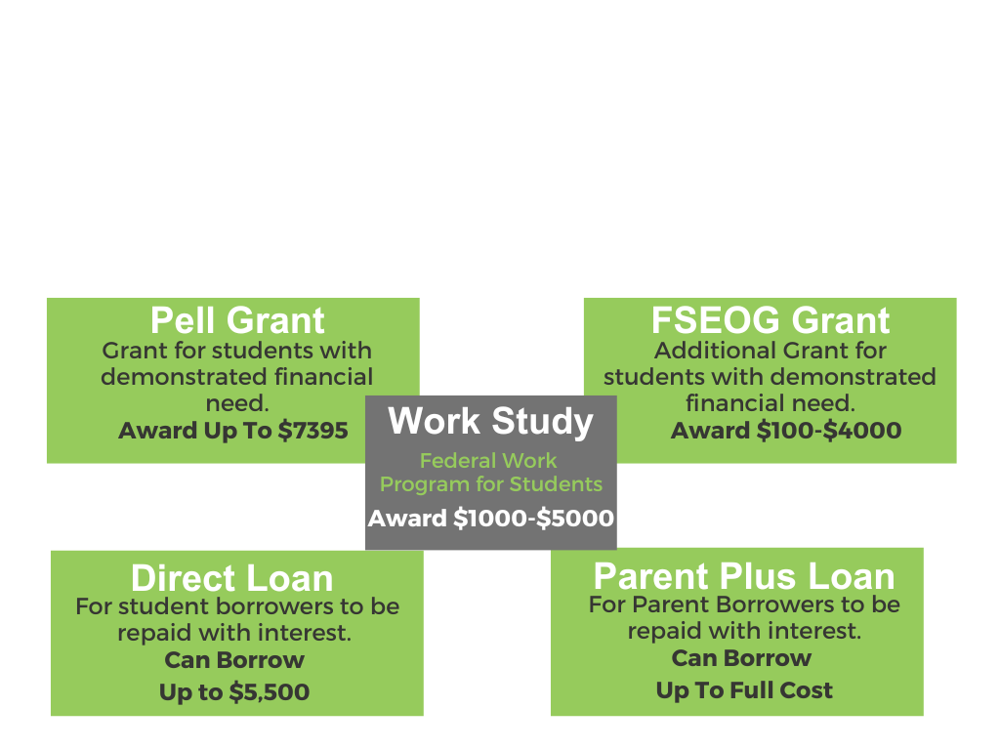 Pell Grant
Grant for students with
demonstrated financial
need.
Award Up To $7395
FSEOG Grant
Additional Grant for
students with demonstrated
financial need.
Award $100-$4000
Work Study
Federal Work
Program for Students
Award $1000-$5000
Direct Loan
For student borrowers to be
repaid with interest.
Can Borrow
Up to $5,500
Parent Plus Loan
For Parent Borrowers to be
repaid with interest.
Can Borrow
Up To Full Cost